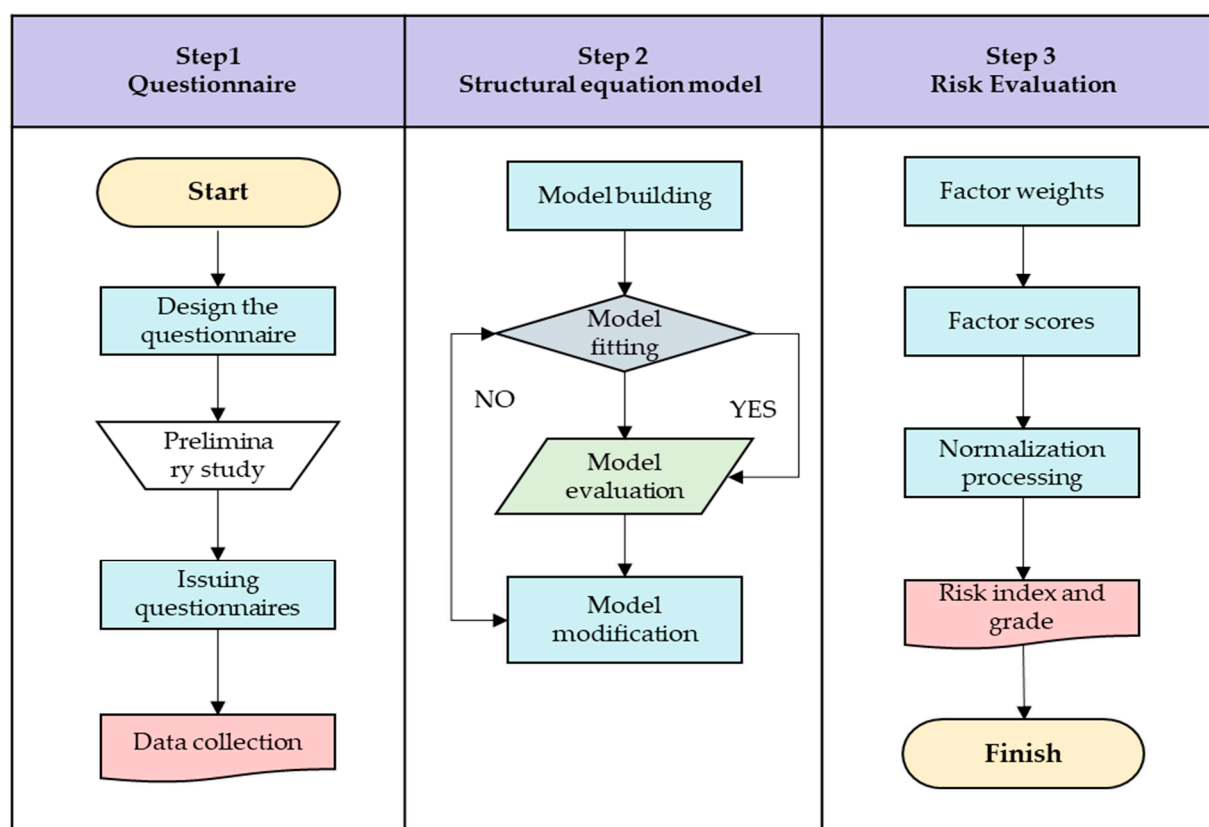 Step1
Questionnaire
Step 2
Structural equation model
Step 3
Risk Evaluation
Start
Design the
questionnaire
Prelimina
ry study
Issuing
questionnaires
Data collection
Model building
Model
fitting
NO
YES
Model
evaluation
Model
modification
Factor weights
Factor scores
Normalization
processing
Risk index and
grade
Finish